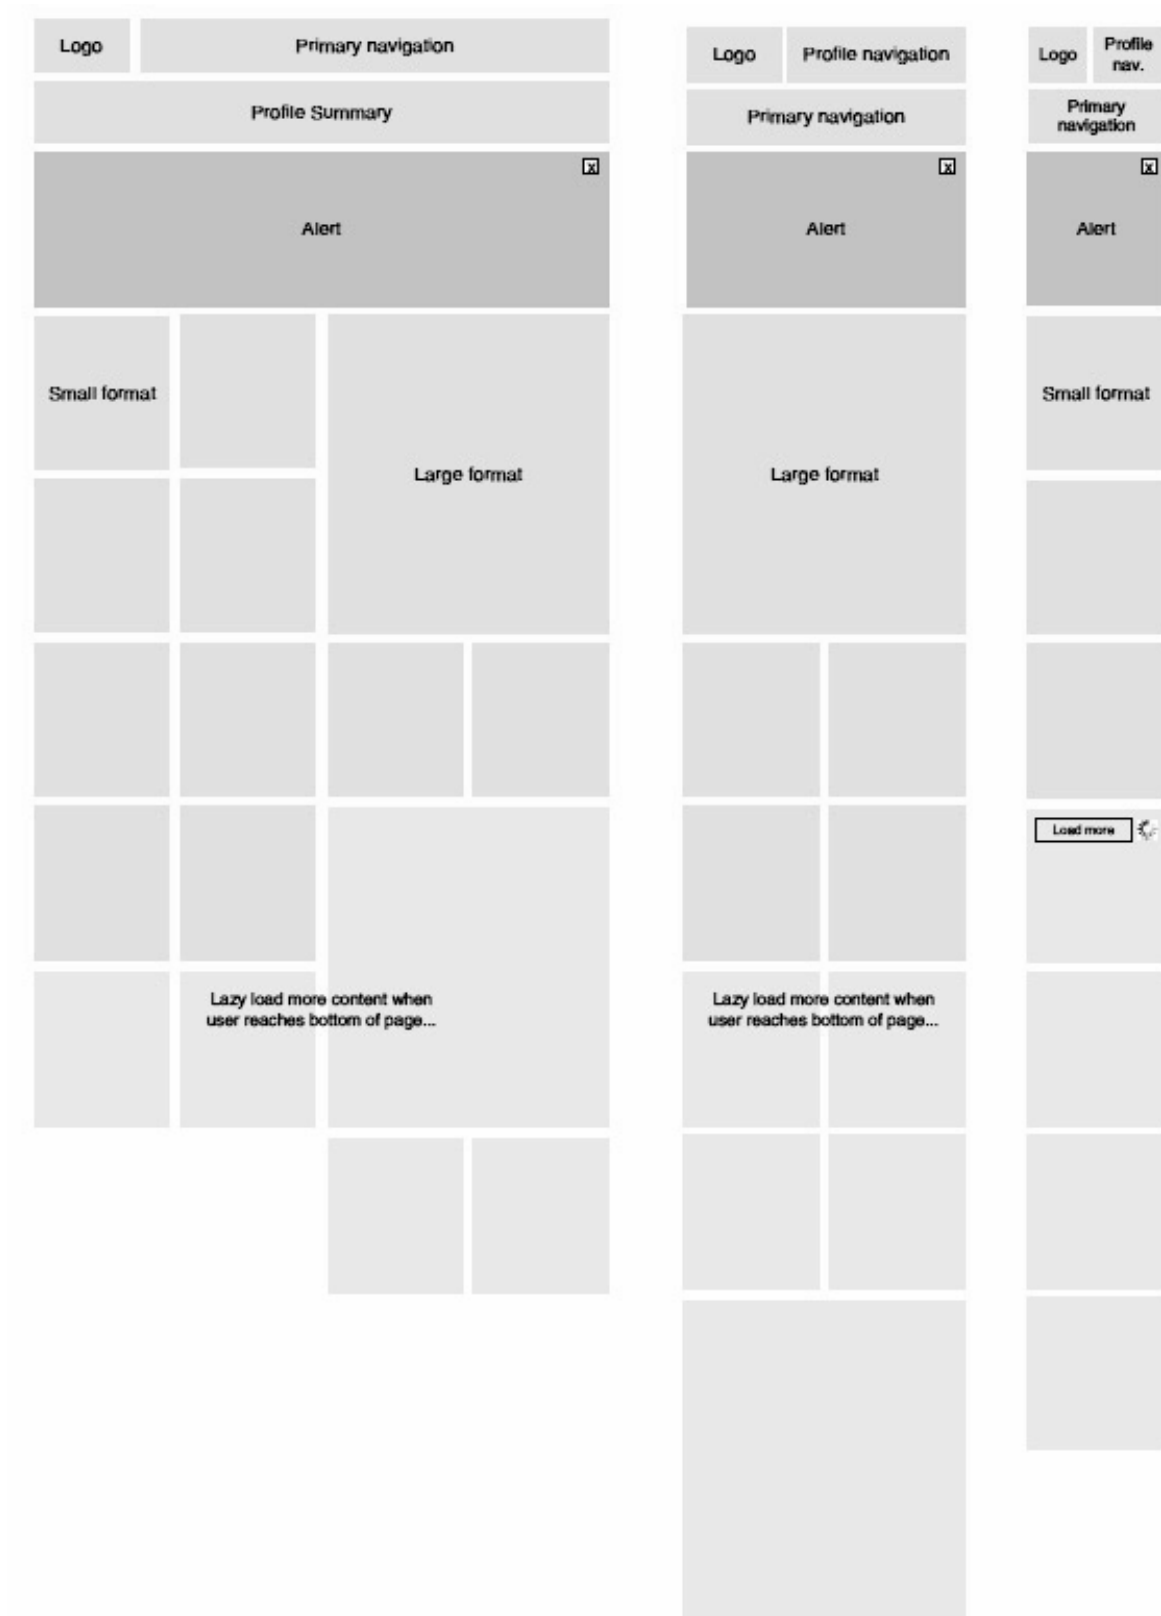 Logo
Primary navigation
Profile Summary
x
Alert
Small format
Large format
Lazy load more content when
user reaches bottom of page...
Logo
Profile navigation
Primary navigation
x
Alert
Large format
Lazy load more content when
user reaches bottom of page...
Logo
Profile
nav.
Primary
navigation
x
Alert
Small format
Load more